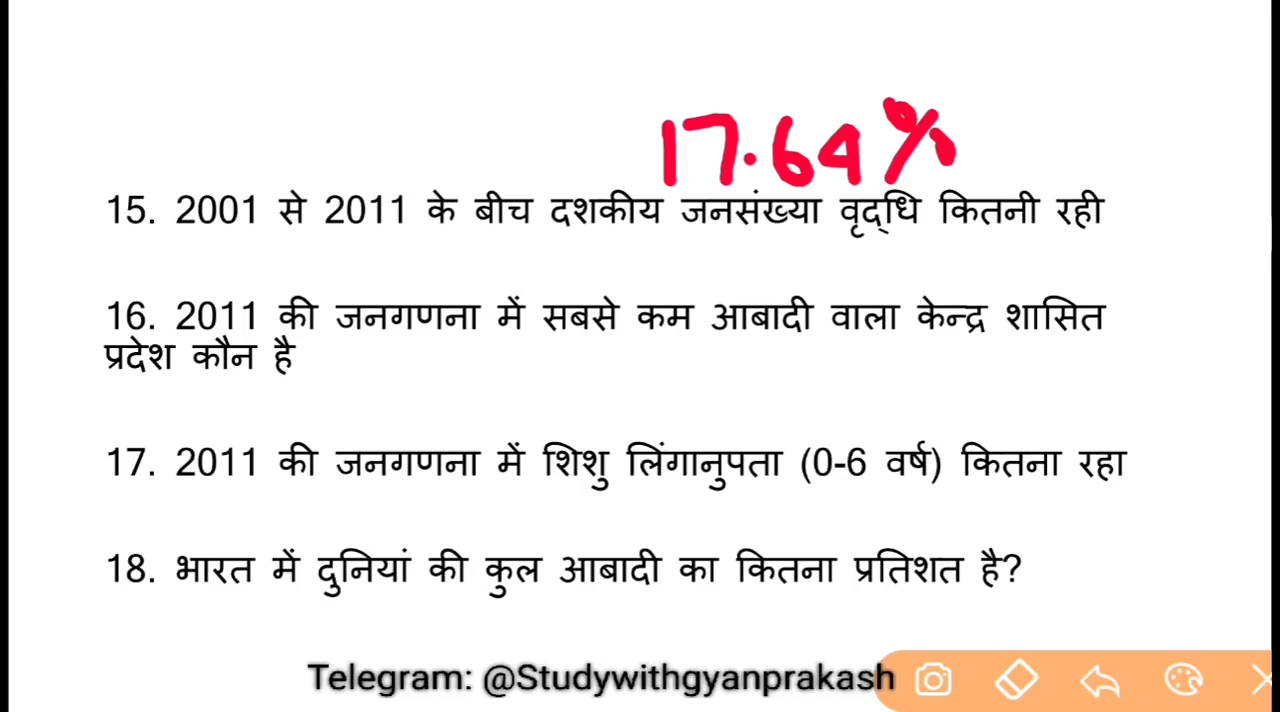 17.64%
15. 2001 से 2011 के बीच दशकीय जनसंख्या वृद्धि कितनी रही
16. 2011 की जनगणना में सबसे कम आबादी वाला केन्द्र शासित
प्रदेश कौन है
17. 2011 की जनगणना में शिशु लिंगानुपता (0-6 वर्ष) कितना रहा
18. भारत में दुनियां की कुल आबादी का कितना प्रतिशत है?
Telegram: @Studywithgyanprakash